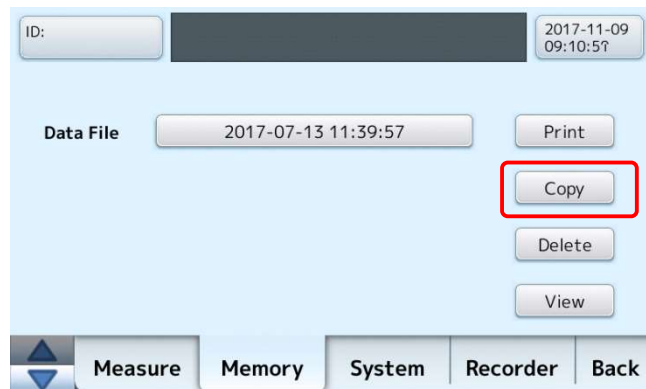 ID:
2017-11-09
09:10:5?
Data File
2017-07-13 11:39:57
Print
Copy
Delete
View
Measure
Memory
System
Recorder
Back